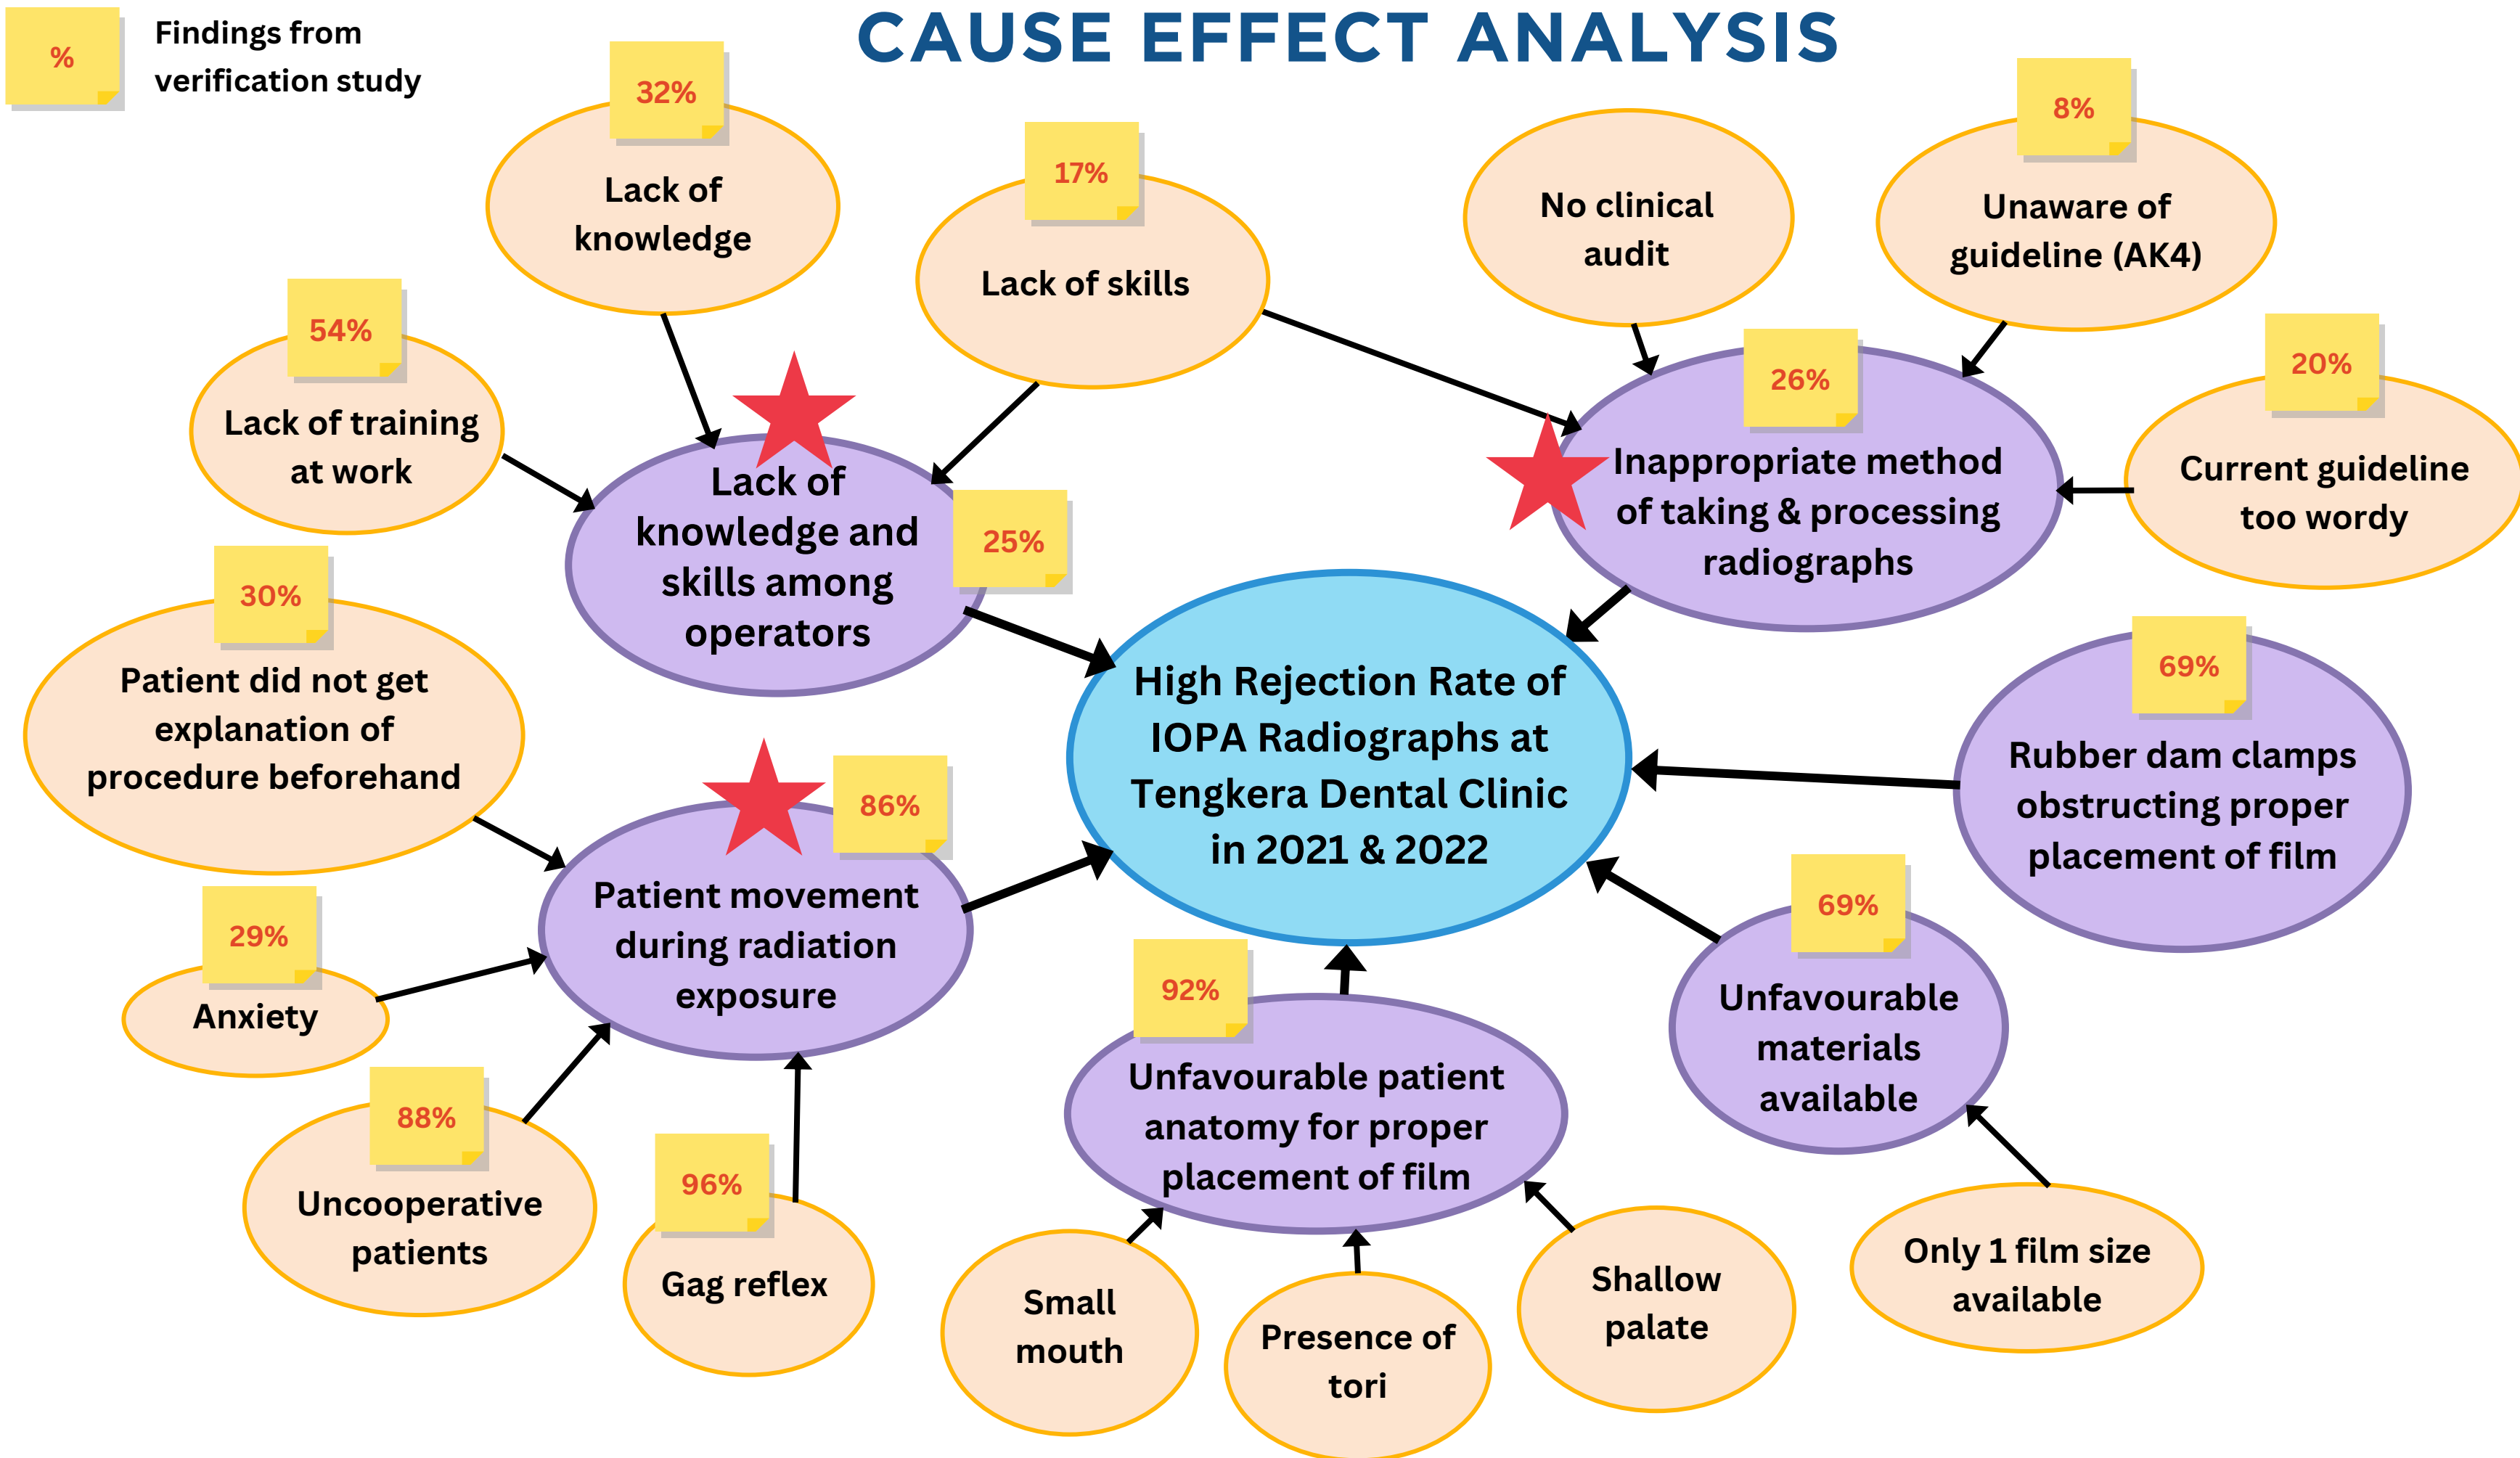 %
Findings from
verification study
CAUSE EFFECT ANALYSIS
32%
Lack of
knowledge
17%
Lack of skills
No clinical
audit
8%
Unaware of
guideline (AK4)
54%
Lack of training
at work
20%
Current guideline
too wordy
Lack of
knowledge and
skills among
operators
25%
26%
Inappropriate method
of taking & processing
radiographs
30%
Patient did not get
explanation of
procedure beforehand
High Rejection Rate of
IOPA Radiographs at
Tengkera Dental Clinic
in 2021 & 2022
69%
Rubber dam clamps
obstructing proper
placement of film
86%
Patient movement
during radiation
exposure
29%
Anxiety
69%
Unfavourable
materials
available
92%
Unfavourable patient
anatomy for proper
placement of film
88%
Uncooperative
patients
96%
Gag reflex
Small
mouth
Presence of
tori
Shallow
palate
Only 1 film size
available